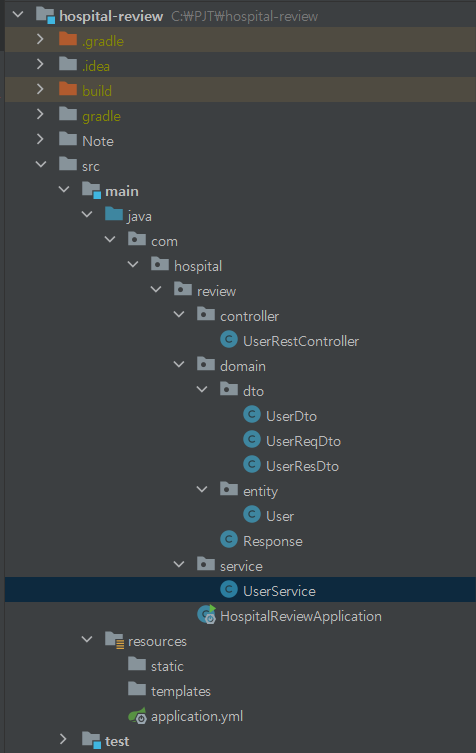 hospital-review C:₩PJT₩hospital-review
.gradle
.idea
build
gradle
Note
src
main
java
com
hospital
review
controller
UserRestController
domain
dto
UserDto
UserReqDto
UserResDto
entity
User
Response
service
UserService
HospitalReviewApplication
resources
static
templates
application.yml
test